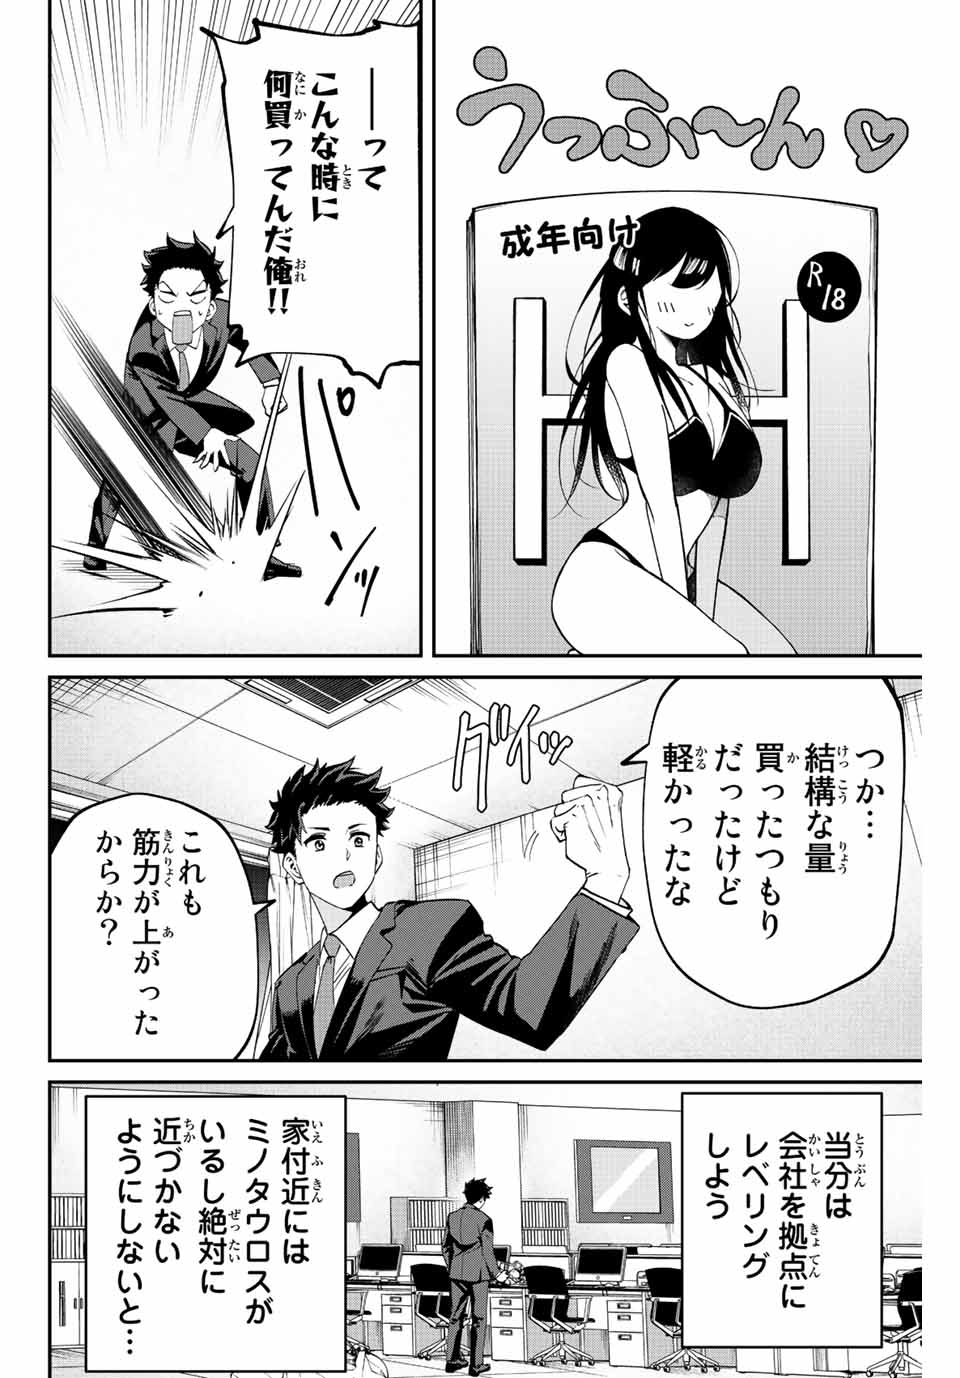 うっふ〜ん♡
成年向け
R/18
H
──って
こんな時に
何買ってんだ俺!!
パーンッ
つか…
結構な量
買ったつもり
だったけど
軽かったな
グイッ
これも
筋力が上がった
からか？
当分は
会社を拠点に
レベリング
しよう
家付近には
ミノタウロスが
いるし絶対に
近づかない
ようにしないと…